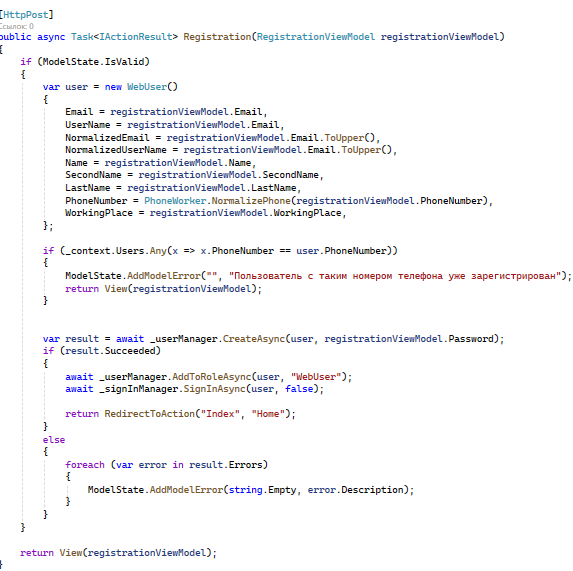 [HttpPost]
Ссылок: 0
public async Task<IActionResult> Registration(RegistrationViewModel registrationViewModel)
{
    if (ModelState.IsValid)
    {
        var user = new WebUser()
        {
            Email = registrationViewModel.Email,
            UserName = registrationViewModel.Email,
            NormalizedEmail = registrationViewModel.Email.ToUpper(),
            NormalizedUserName = registrationViewModel.Email.ToUpper(),
            Name = registrationViewModel.Name,
            SecondName = registrationViewModel.SecondName,
            LastName = registrationViewModel.LastName,
            PhoneNumber = PhoneWorker.NormalizePhone(registrationViewModel.PhoneNumber),
            WorkingPlace = registrationViewModel.WorkingPlace,
        };

        if (_context.Users.Any(x => x.PhoneNumber == user.PhoneNumber))
        {
            ModelState.AddModelError("", "Пользователь с таким номером телефона уже зарегистрирован");
            return View(registrationViewModel);
        }

        var result = await _userManager.CreateAsync(user, registrationViewModel.Password);
        if (result.Succeeded)
        {
            await _userManager.AddToRoleAsync(user, "WebUser");
            await _signInManager.SignInAsync(user, false);

            return RedirectToAction("Index", "Home");
        }
        else
        {
            foreach (var error in result.Errors)
            {
                ModelState.AddModelError(string.Empty, error.Description);
            }
        }
    }

    return View(registrationViewModel);
}